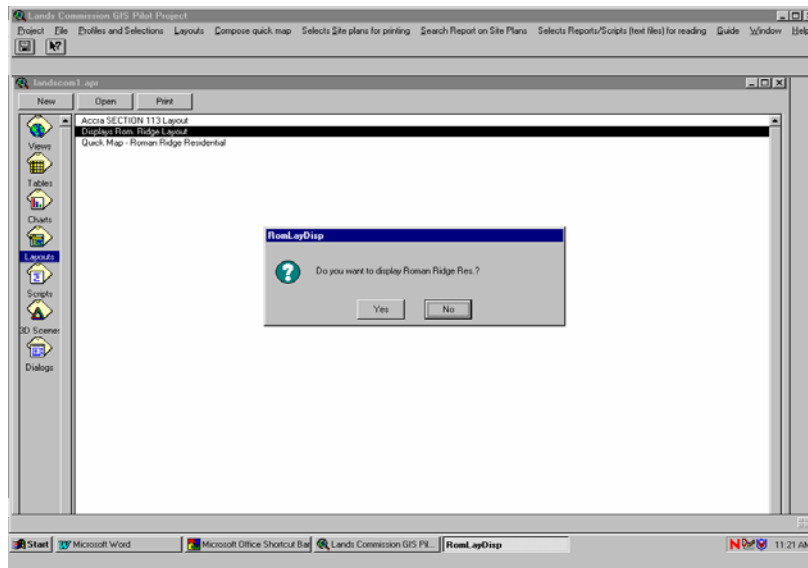 Lands Commission GIS Pilot Project
Project File Profiles and Selections Layouts Compose quick map Selects Site plans for printing Search Report on Site Plans Selects Reports/Scripts (text files) for reading Guide Window Help
landscom1.apr
New Open Print
Accra SECTION 113 Layout
Displays Rom. Ridge Layout
Quick Map - Roman Ridge Residential
Views
Tables
Charts
Layouts
Scripts
3D Scenes
Dialogs
RomLayDisp
Do you want to display Roman Ridge Res.?
Yes No
Start Microsoft Word Microsoft Office Shortcut Bar Lands Commission GIS Pil... RomLayDisp 11:21 AM